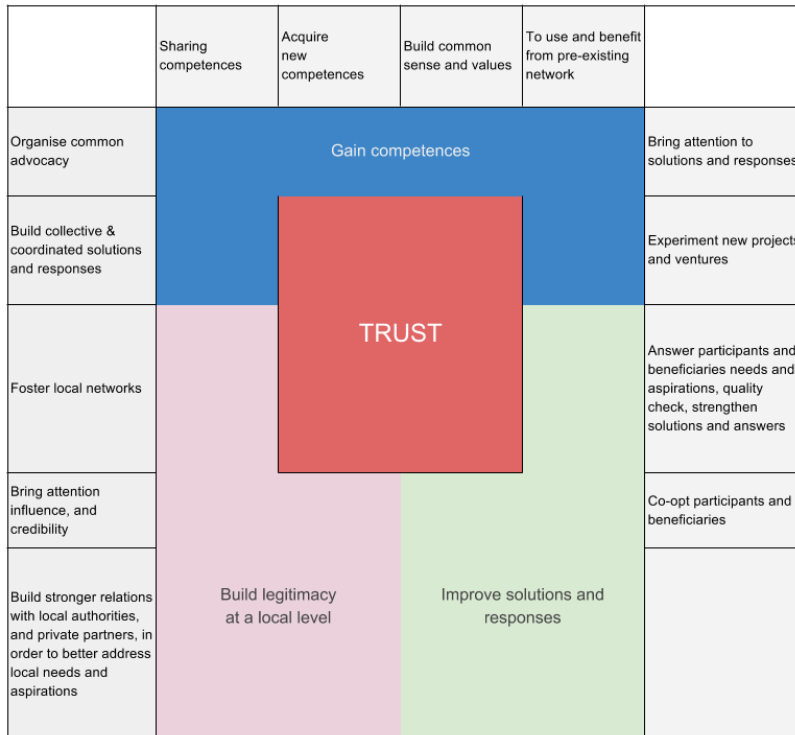 Sharing
competences
Acquire
new
competences
Build common
sense and values
To use and benefit
from pre-existing
network
Organise common
advocacy
Gain competences
Bring attention to
solutions and responses
Build collective &
coordinated solutions
and responses
Experiment new projects
and ventures
TRUST
Foster local networks
Answer participants and
beneficiaries needs and
aspirations, quality
check, strengthen
solutions and answers
Bring attention
influence, and
credibility
Co-opt participants and
beneficiaries
Build stronger relations
with local authorities,
and private partners, in
order to better address
local needs and
aspirations
Build legitimacy
at a local level
Improve solutions and
responses